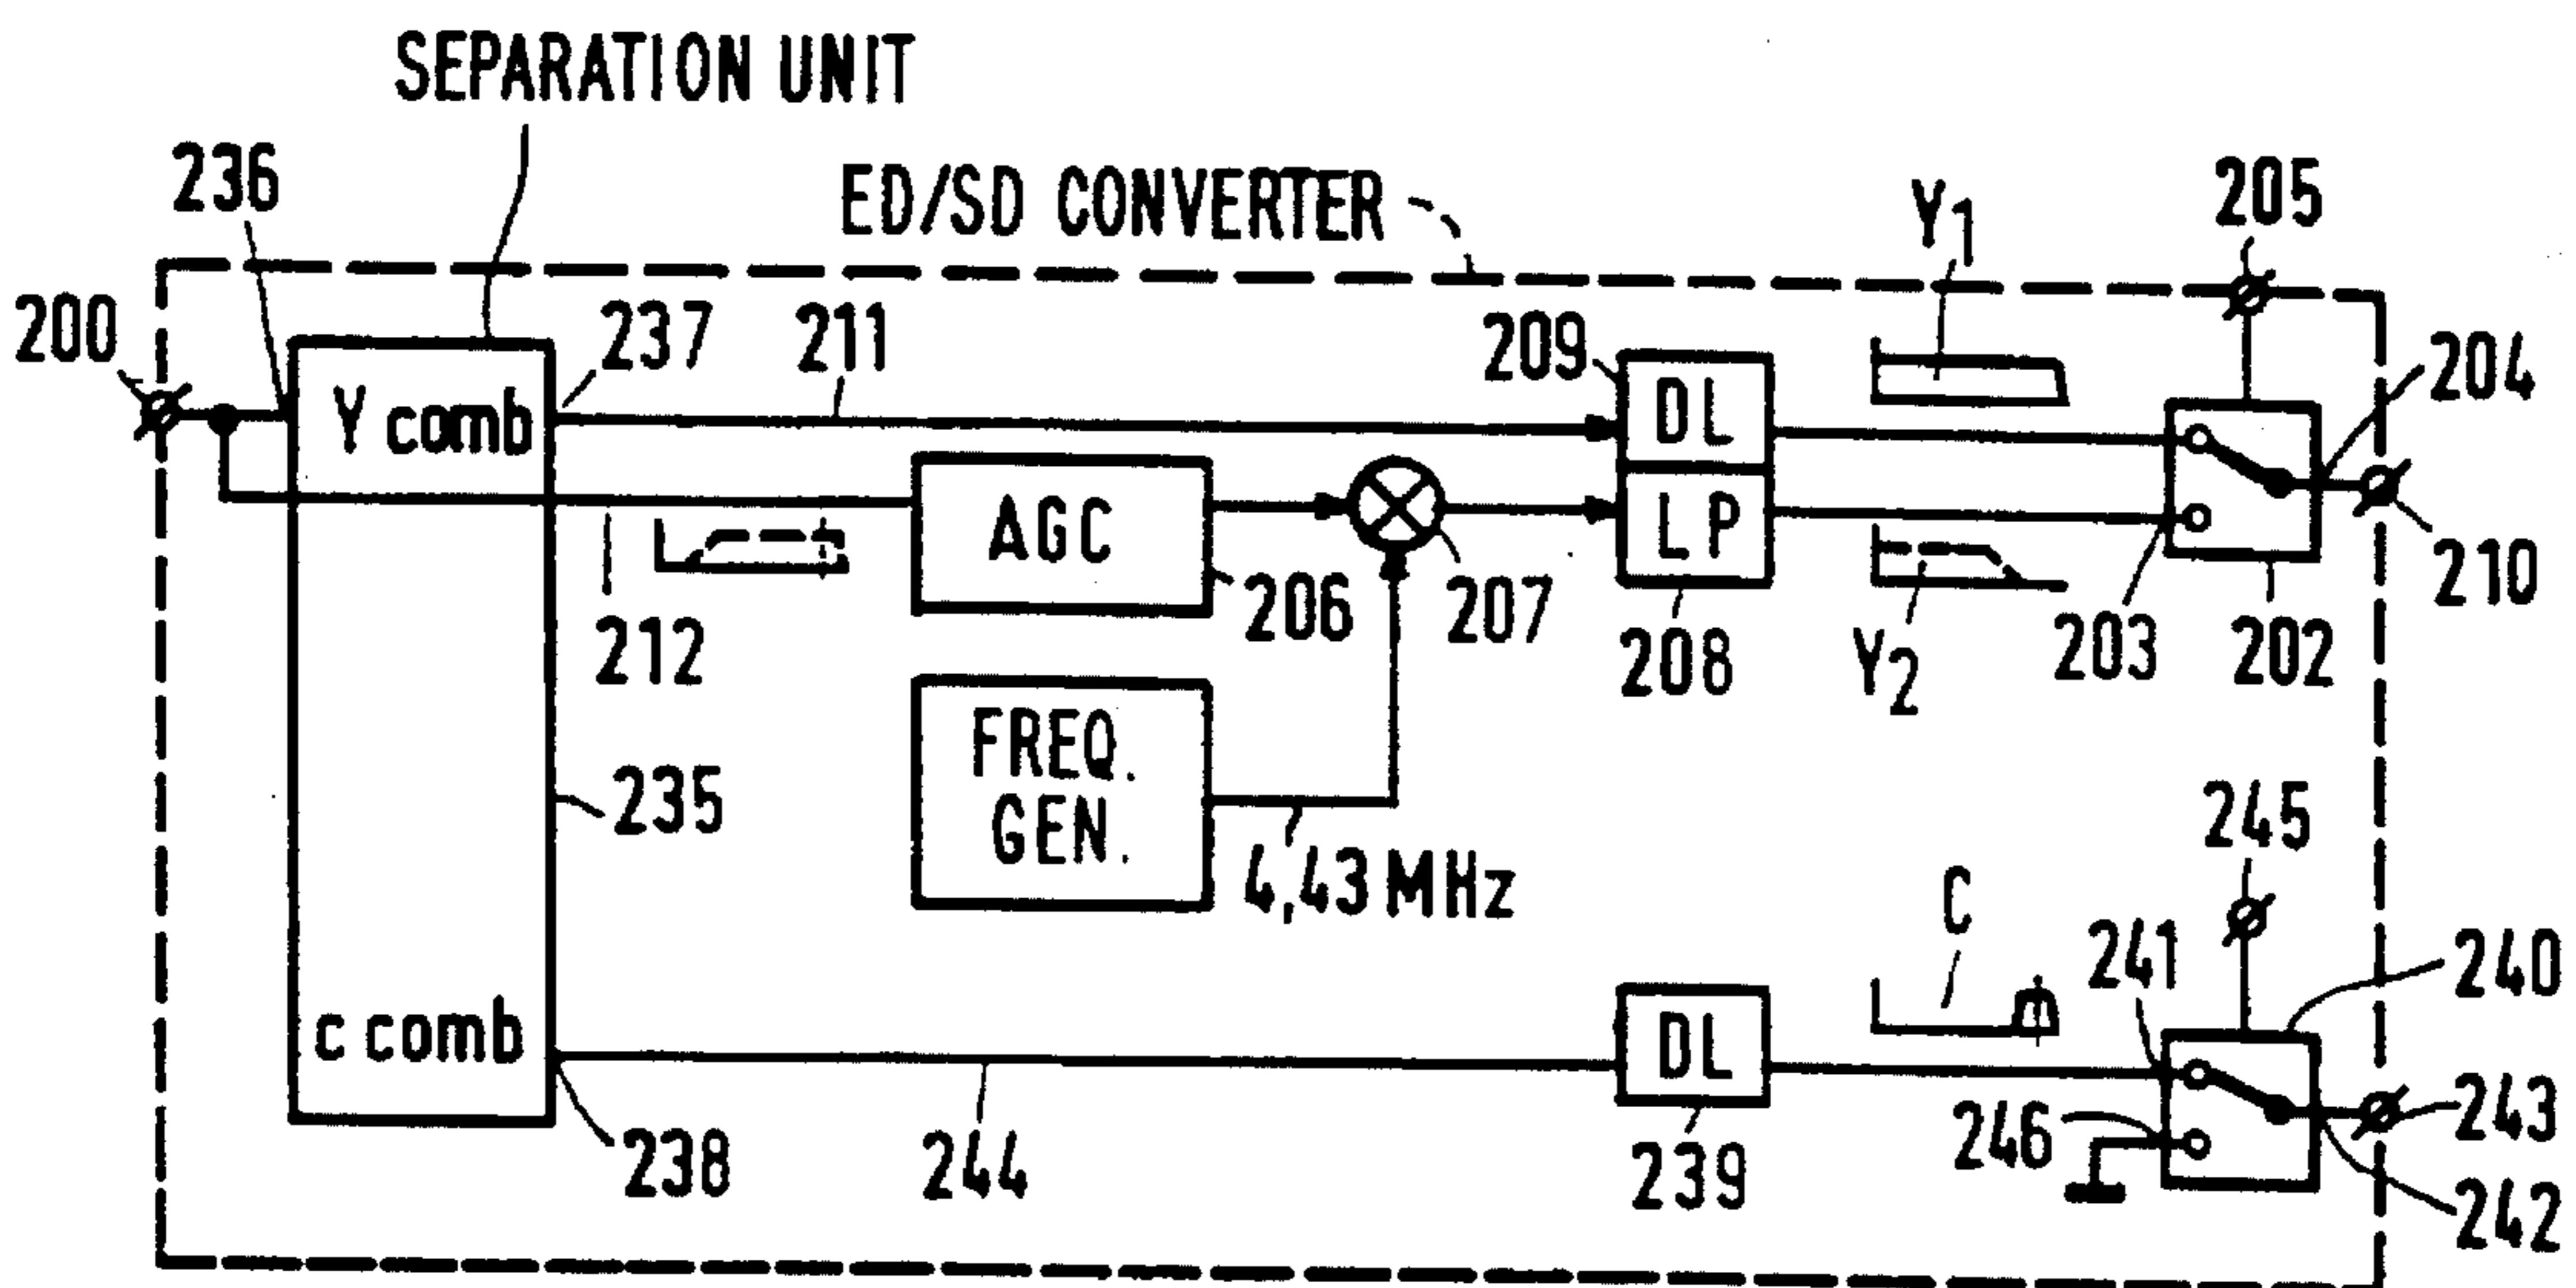 SEPARATION UNIT
236
ED/SD CONVERTER
Y1
205
200
237
211
209
204
Y comb
DL
AGC
LP
206
207
210
212
208
Y2
203
202
FREQ.
GEN.
235
4,43 MHz
245
C
241
240
c comb
DL
246
243
238
244
239
242